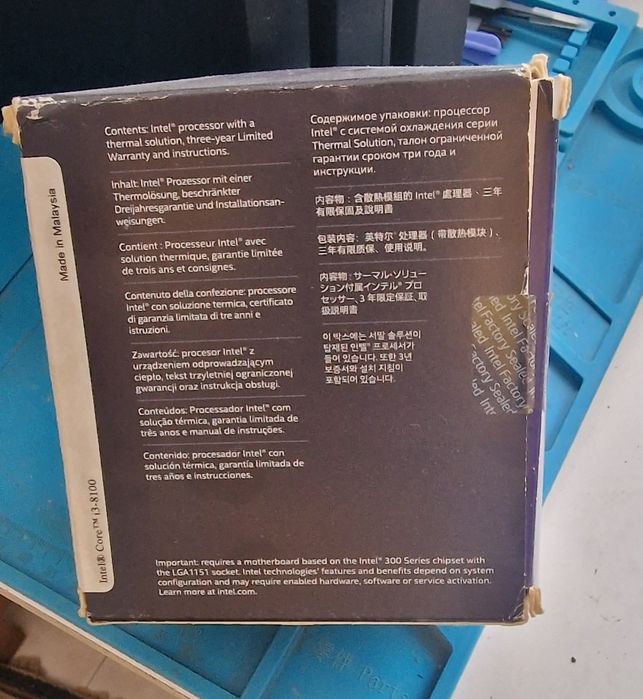 Contents: Intel® processor with a
thermal solution, three-year Limited
Warranty and instructions.
Inhalt: Intel® Prozessor mit einer
Thermolösung, beschränkter
Dreijahresgarantie und Installationsan-
weisungen.
Contient : Processeur Intel® avec
solution thermique, garantie limitée
de trois ans et consignes.
Contenuto della confezione: processore
Intel® con soluzione termica, certificato
di garanzia limitata di tre anni e
istruzioni.
Zawartość: procesor Intel® z
urządzeniem odprowadzającym
ciepło, tekst trzyletniej ograniczonej
gwarancji oraz instrukcja obsługi.
Conteúdos: Processador Intel® com
solução térmica, garantia limitada de
três anos e manual de instruções.
Contenido: procesador Intel® con
solución térmica, garantía limitada de
tres años e instrucciones.
Содержимое упаковки: процессор
Intel® с системой охлаждения серии
Thermal Solution, талон ограниченной
гарантии сроком три года и
инструкции.
內容物：含散熱模組的 Intel® 處理器、三年
有限保固及說明書
包装内容：英特尔® 处理器（带散热模块）、
三年有限质保、使用说明。
内容物：サーマル・ソリュー
ション付属インテル® プロ
セッサー、3 年限定保証、取
扱説明書
이 박스에는 서멀 솔루션이
탑재된 인텔® 프로세서가
들어 있습니다. 또한 3년
보증서와 설치 지침이
포함되어 있습니다.
Important: requires a motherboard based on the Intel® 300 Series chipset with
the LGA1151 socket. Intel technologies' features and benefits depend on system
configuration and may require enabled hardware, software or service activation.
Learn more at intel.com.
Made in Malaysia
Intel® Core™ i3-8100
Intel Factory Sealed
Intel Factory
Factory Sealed